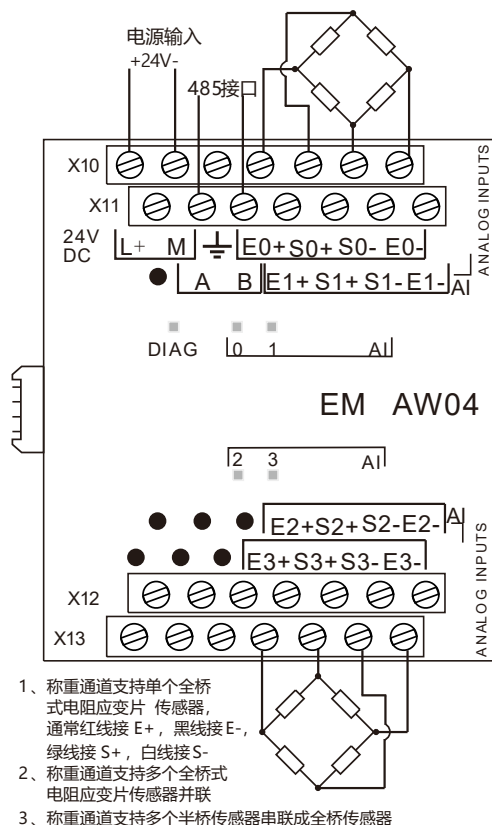 电源输入
+24V-
485接口
X10
X11
ANALOG INPUTS
24V
DC
L+ M E0+ S0+ S0- E0-
A B E1+ S1+ S1- E1- AI
DIAG 0 1 AI
EM AW04
2 3 AI
E2+ S2+ S2- E2- AI
E3+ S3+ S3- E3-
X12
X13
ANALOG INPUTS
1、称重通道支持单个全桥
式电阻应变片 传感器,
通常红线接 E+，黑线接 E-，
绿线接 S+，白线接 S-
2、称重通道支持多个全桥式
电阻应变片传感器并联
3、称重通道支持多个半桥传感器串联成全桥传感器